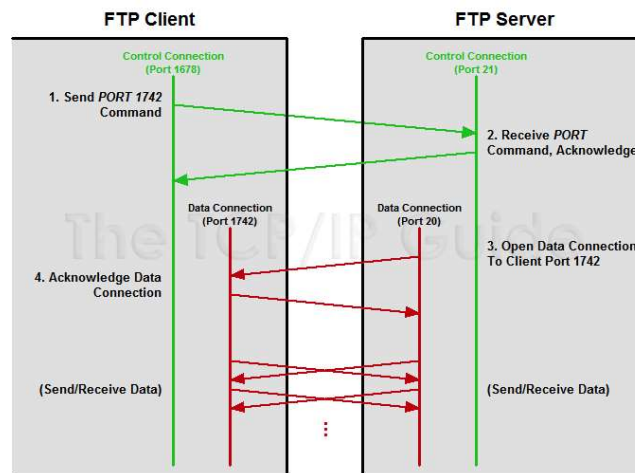 FTP Client
FTP Server
Control Connection
(Port 1678)
Control Connection
(Port 21)
1. Send PORT 1742
Command
2. Receive PORT
Command, Acknowledge
Data Connection
(Port 1742)
Data Connection
(Port 20)
The TCP/IP Guide
3. Open Data Connection
To Client Port 1742
4. Acknowledge Data
Connection
(Send/Receive Data)
(Send/Receive Data)